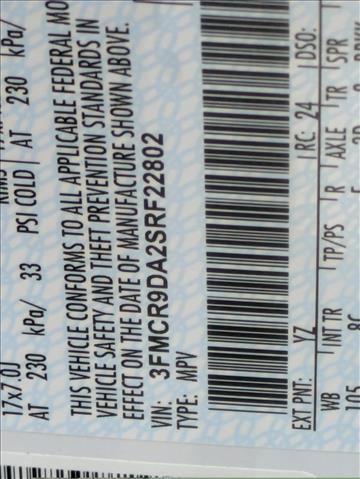 17x7.0J
AT 230 kPa/ 33 PSI COLD AT 230 kPa/
THIS VEHICLE CONFORMS TO ALL APPLICABLE FEDERAL MO
VEHICLE SAFETY AND THEFT PREVENTION STANDARDS IN
EFFECT ON THE DATE OF MANUFACTURE SHOWN ABOVE.
VIN: 3FMCR9DA2SRF22802
TYPE: MPV
EXT PNT: YZ RC: 24 DSO:
WB INT TR TP/PS R AXLE TR SPR
105